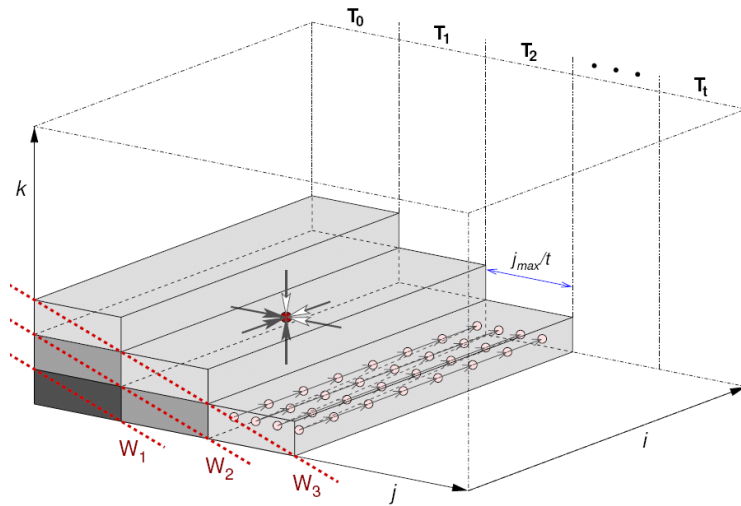 T₀ T₁ T₂ • • • Tₜ
k
jₘₐₓ/t
i
W₁ W₂ W₃
j